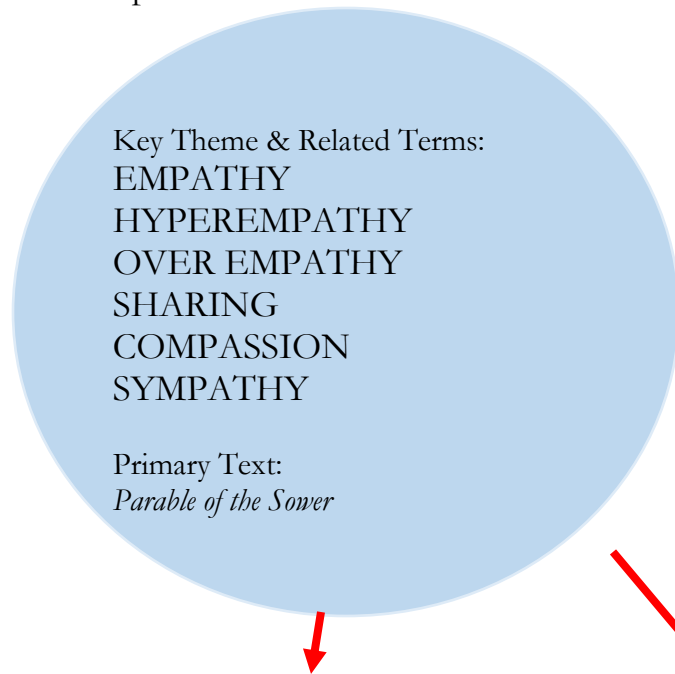 Key Theme & Related Terms:
EMPATHY
HYPEREMPATHY
OVER EMPATHY
SHARING
COMPASSION
SYMPATHY
Primary Text:
Parable of the Sower